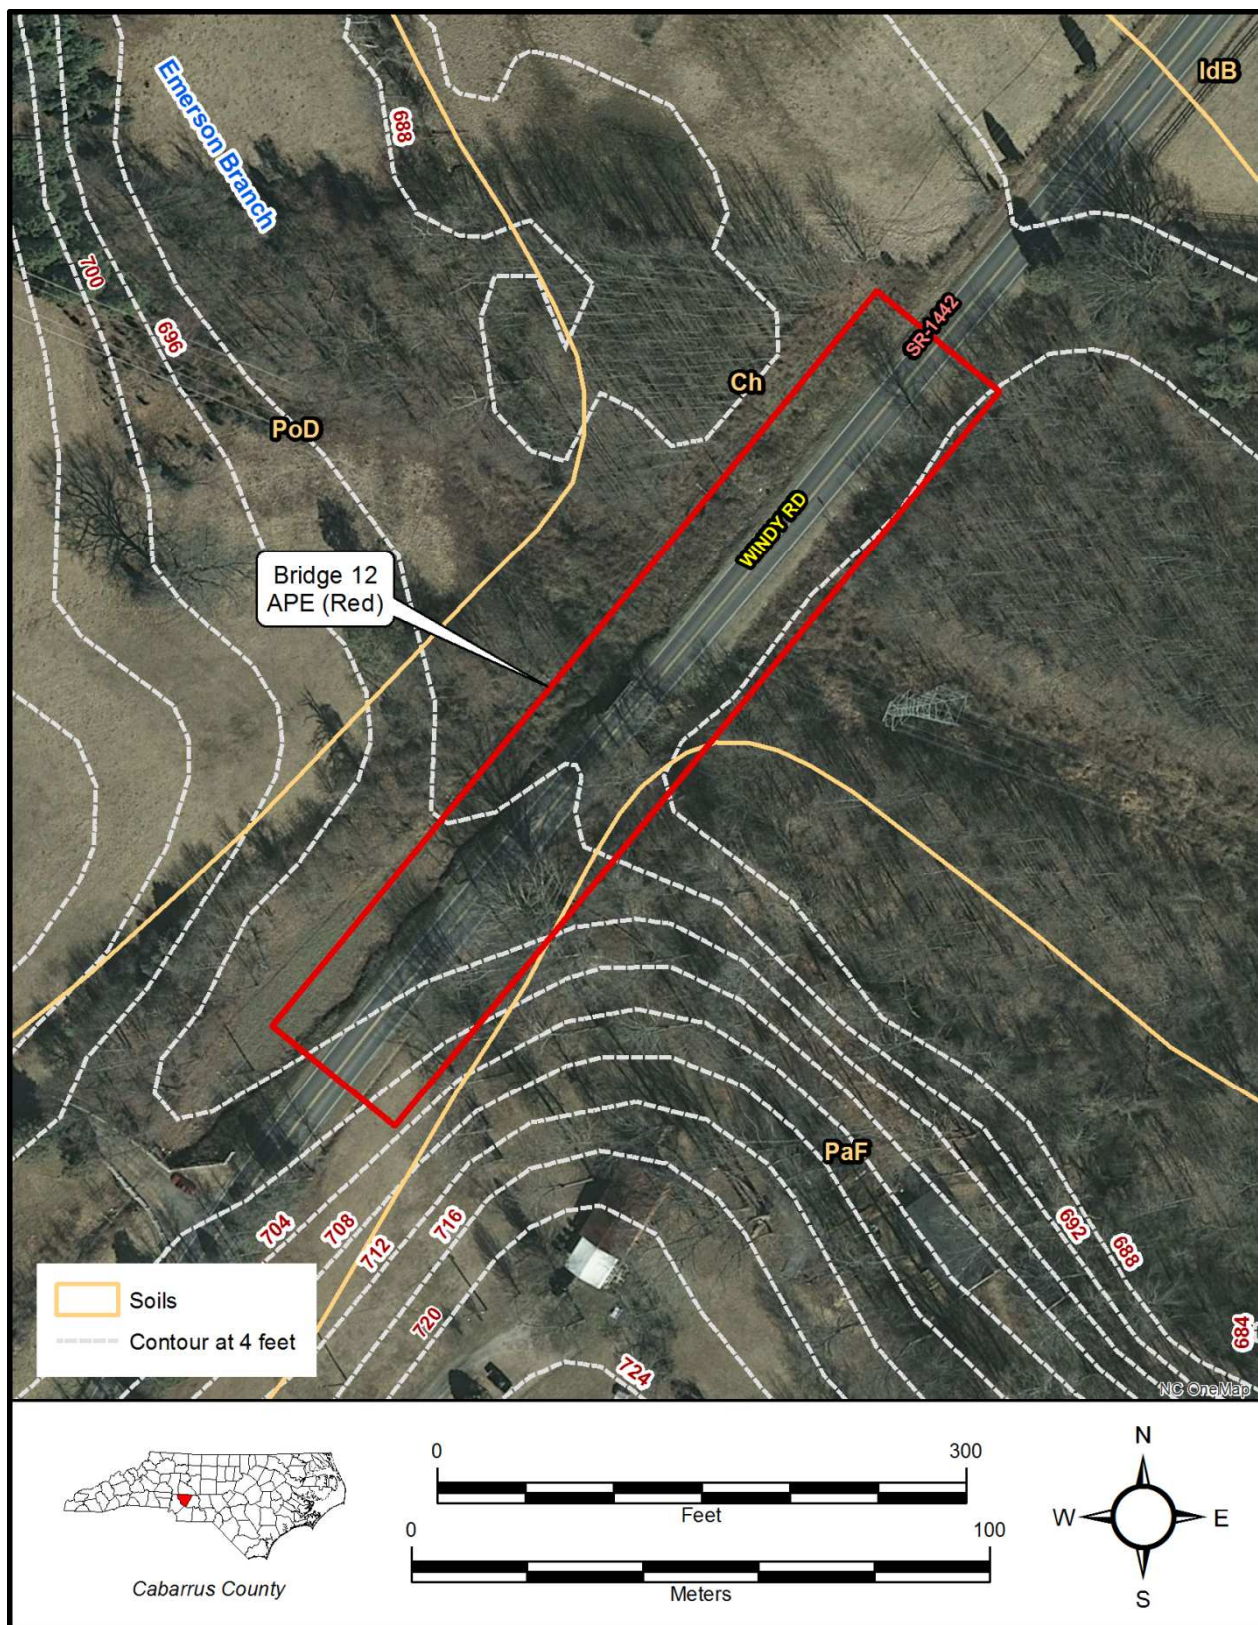 IdB
Emerson Branch
688
700
696
SR-1442
Ch
PoD
WINDY RD
Bridge 12
APE (Red)
PaF
704
708
712
716
720
724
692
688
684
Soils
Contour at 4 feet
NC OneMap
0 300
Feet
0 100
Meters
Cabarrus County
N
W E
S